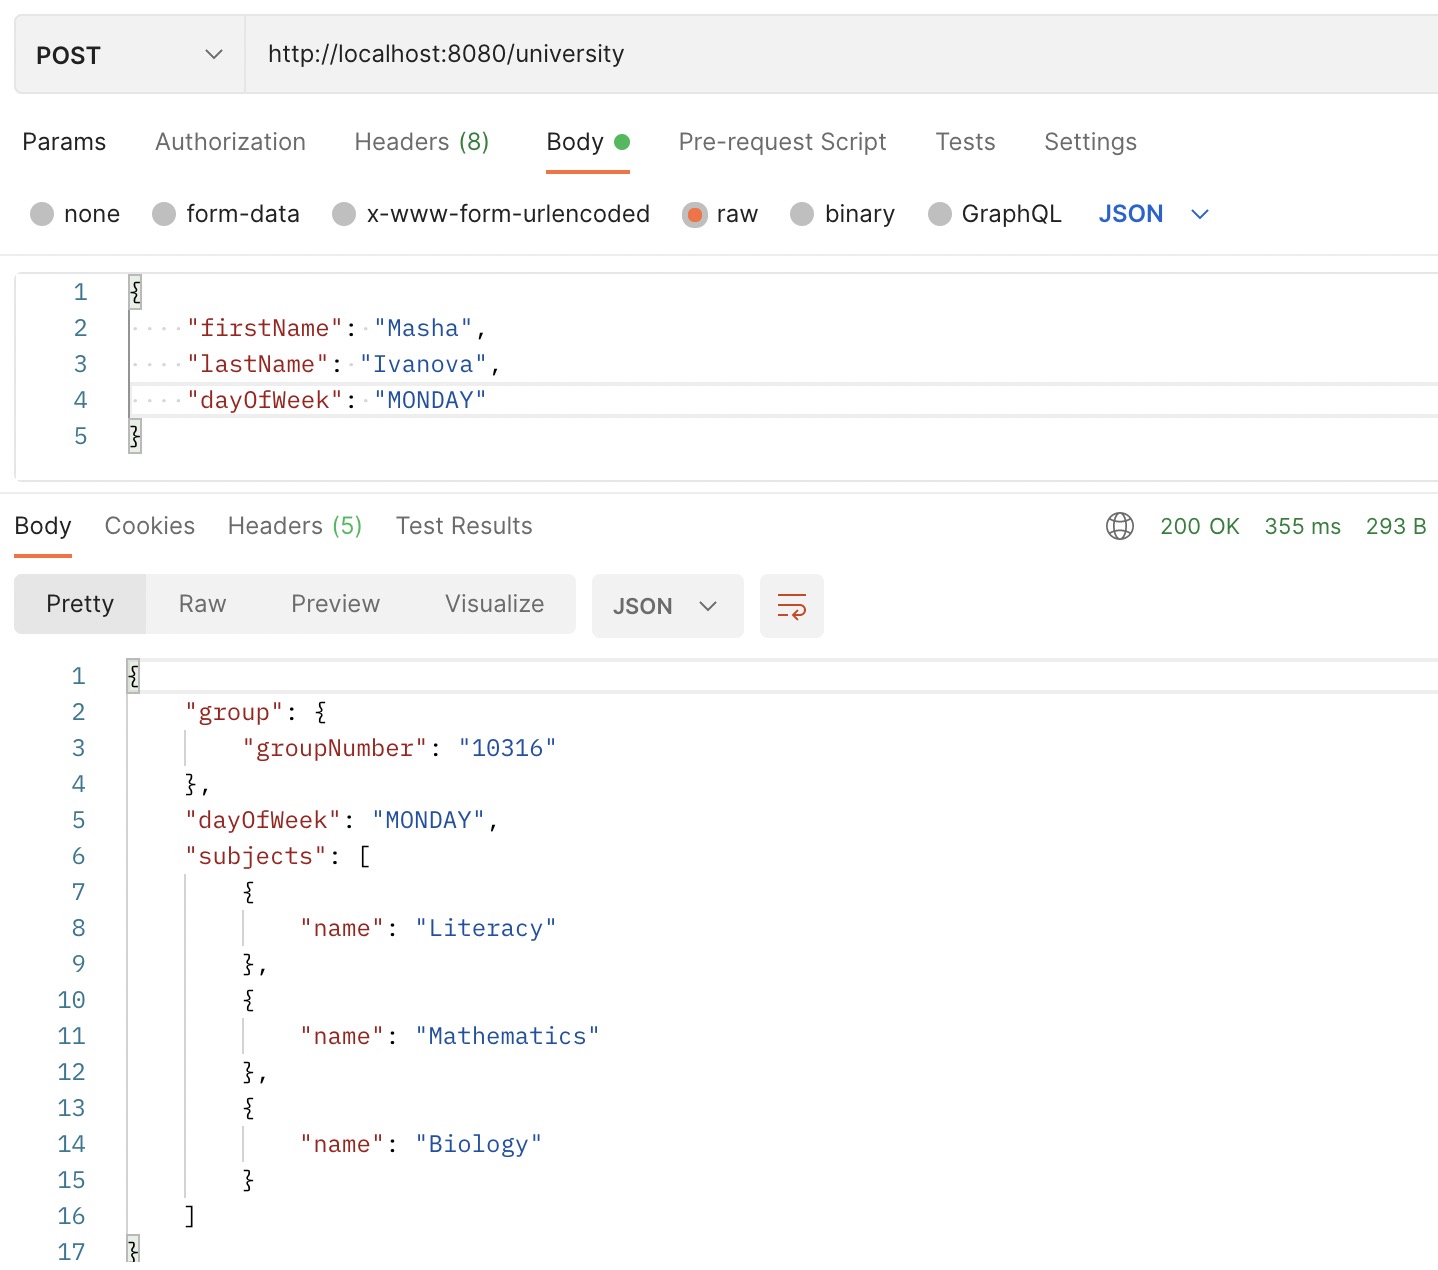 POST http://localhost:8080/university
Params Authorization Headers (8) Body Pre-request Script Tests Settings
none form-data x-www-form-urlencoded raw binary GraphQL JSON
1 {
2 "firstName": "Masha",
3 "lastName": "Ivanova",
4 "dayOfWeek": "MONDAY"
5 }
Body Cookies Headers (5) Test Results 200 OK 355 ms 293 B
Pretty Raw Preview Visualize JSON
1 {
2 "group": {
3 "groupNumber": "10316"
4 },
5 "dayOfWeek": "MONDAY",
6 "subjects": [
7 {
8 "name": "Literacy"
9 },
10 {
11 "name": "Mathematics"
12 },
13 {
14 "name": "Biology"
15 }
16 ]
17 }